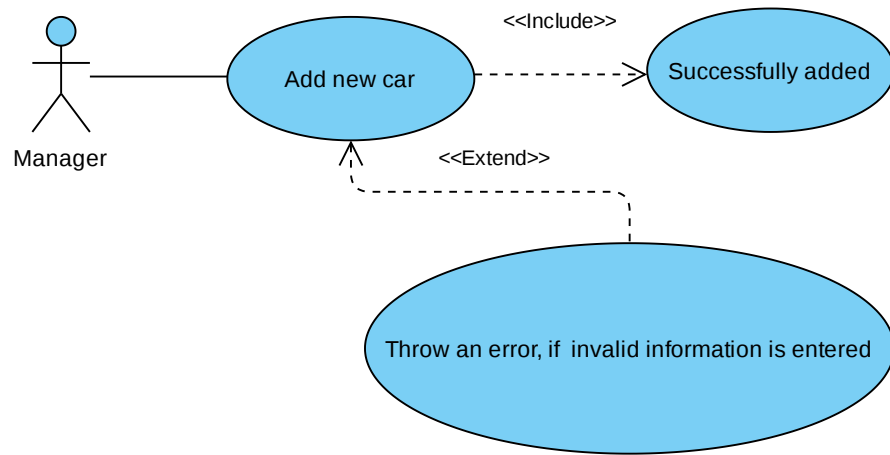 <<Include>>
Add new car
Successfully added
Manager
<<Extend>>
Throw an error, if invalid information is entered